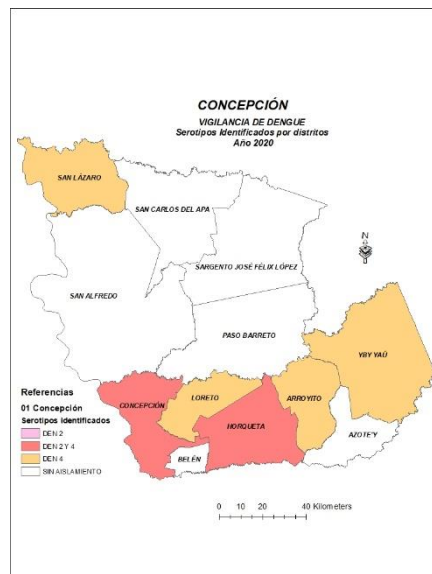 CONCEPCIÓN
VIGILANCIA DE DENGUE
Serotipos Identificados por distritos
Año 2020
SAN LÁZARO
SAN CARLOS DEL APA
N
SARGENTO JOSÉ FÉLIX LÓPEZ
SAN ALFREDO
PASO BARRETO
YBY YAÚ
CONCEPCIÓN
LORETO
ARROYITO
HORQUETA
AZOTE'Y
BELÉN
Referencias
01 Concepción
Serotipos identificados
DEN 2
DEN 2 Y 4
DEN 4
SIN AISLAMIENTO
0 10 20 40 Kilometers